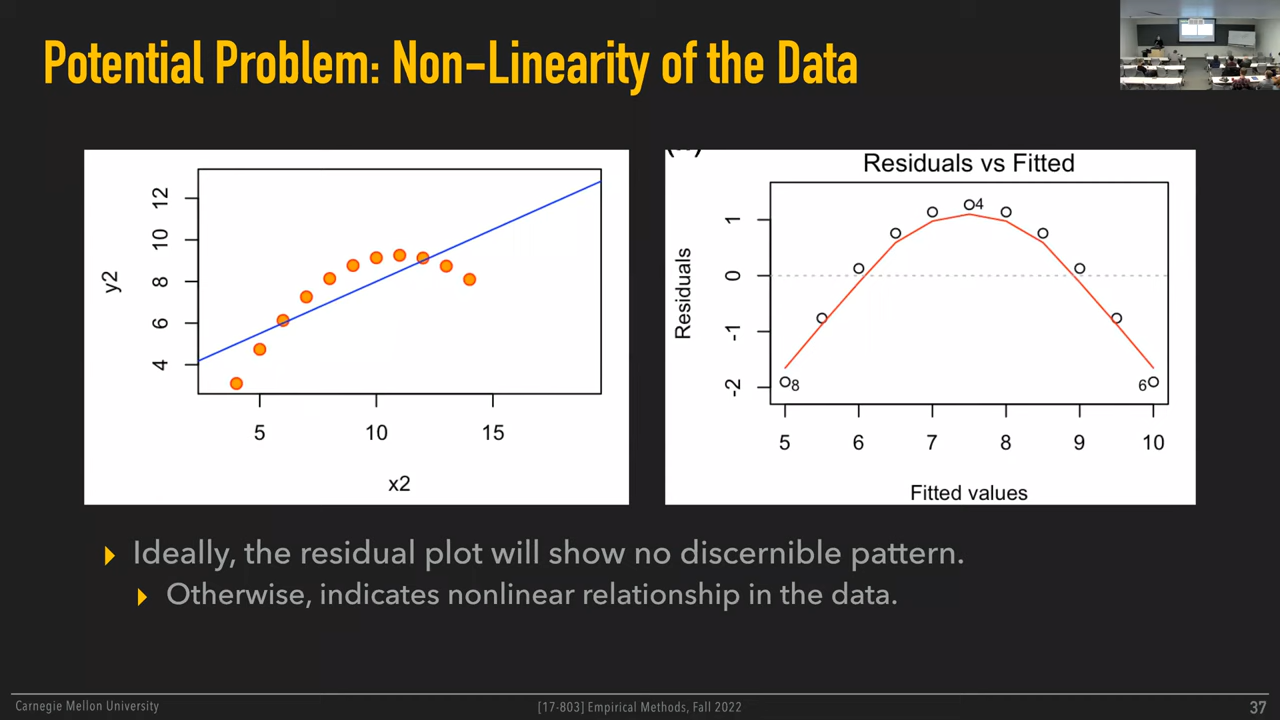 Potential Problem: Non-Linearity of the Data
y2
12
10
8
6
4
5 10 15
x2
Residuals vs Fitted
Residuals
1
0
-1
-2
4
8
6
5 6 7 8 9 10
Fitted values
Ideally, the residual plot will show no discernible pattern.
Otherwise, indicates nonlinear relationship in the data.
Carnegie Mellon University
[17-803] Empirical Methods, Fall 2022
37